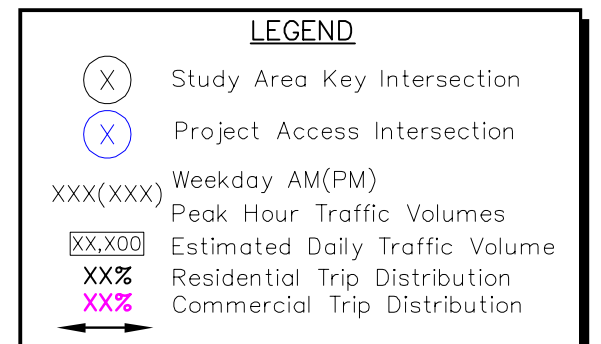 LEGEND
X Study Area Key Intersection
X Project Access Intersection
XXX(XXX) Weekday AM(PM)
Peak Hour Traffic Volumes
XX,X00 Estimated Daily Traffic Volume
XX% Residential Trip Distribution
XX% Commercial Trip Distribution